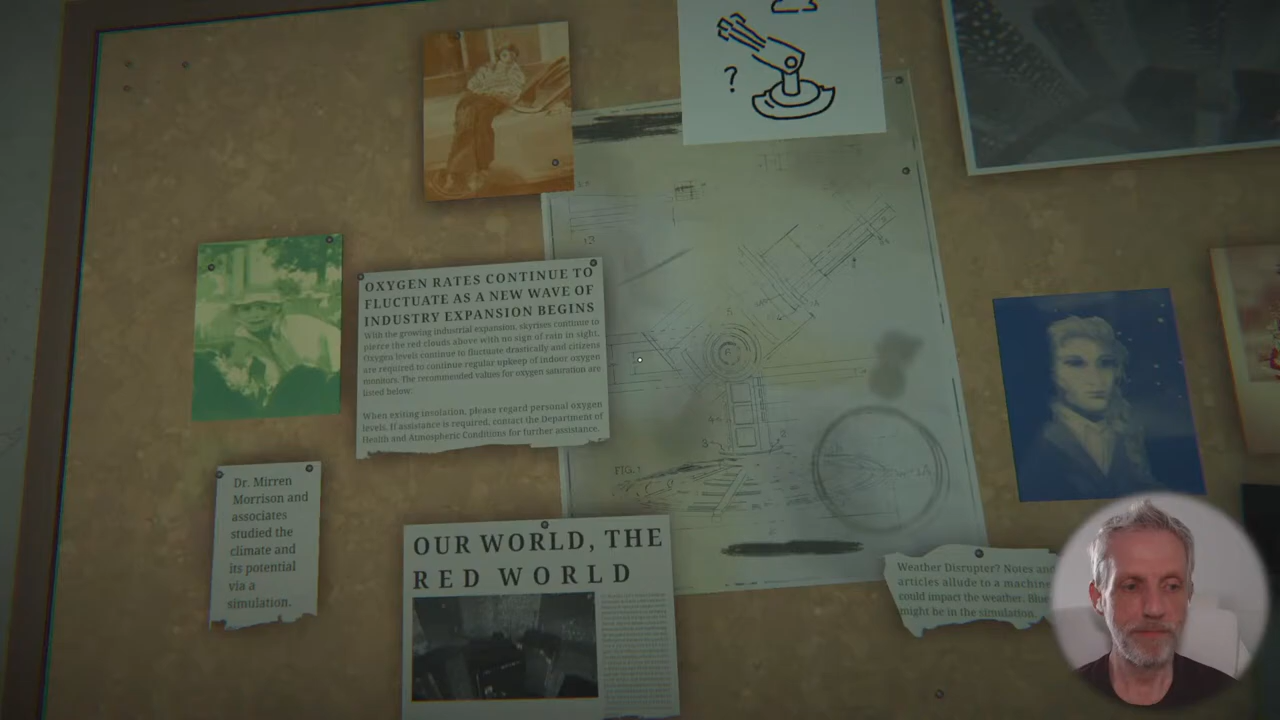 ?
OXYGEN RATES CONTINUE TO
FLUCTUATE AS A NEW WAVE OF
INDUSTRY EXPANSION BEGINS
With the growing industrial expansion, skyrises continue to
pierce the red clouds above with no sign of rain in sight.
Oxygen levels continue to fluctuate drastically and citizens
are required to continue regular upkeep of indoor oxygen
monitors. The recommended values for oxygen saturation are
listed below:
When exiting insolation, please regard personal oxygen
levels. If assistance is required, contact the Department of
Health and Atmospheric Conditions for further assistance.
FIG.1
Dr. Mirren
Morrison and
associates
studied the
climate and
its potential
via a
simulation.
OUR WORLD, THE
RED WORLD
Weather Disrupter? Notes and
articles allude to a machine
could impact the weather.
might be in the simulation.